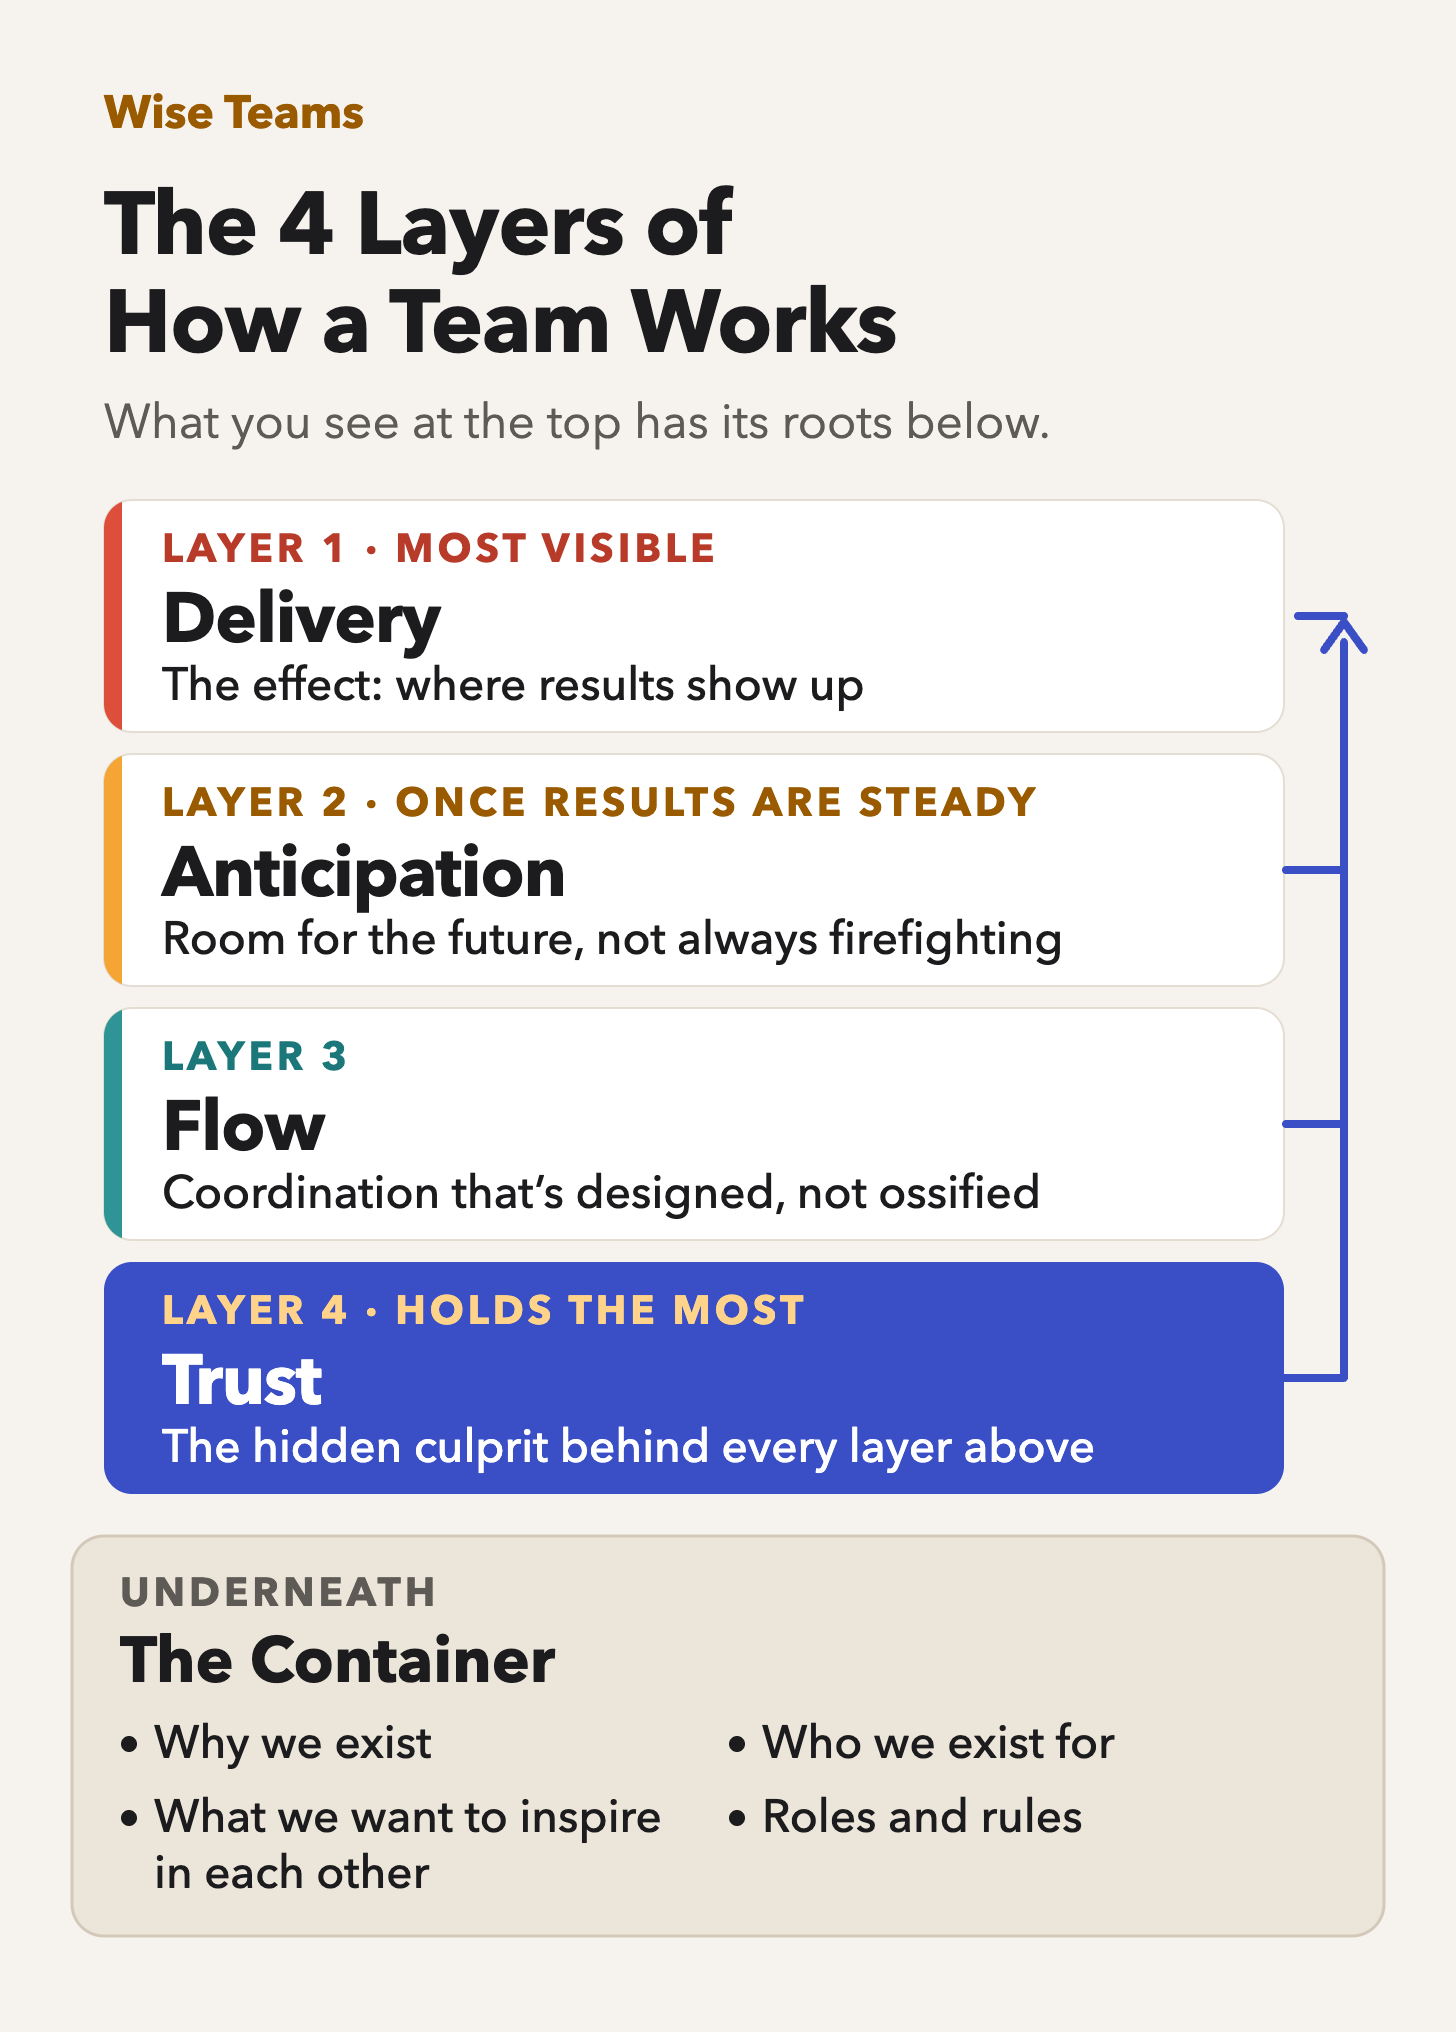 Wise Teams
The 4 Layers of
How a Team Works
What you see at the top has its roots below.
LAYER 1 · MOST VISIBLE
Delivery
The effect: where results show up
LAYER 2 · ONCE RESULTS ARE STEADY
Anticipation
Room for the future, not always firefighting
LAYER 3
Flow
Coordination that’s designed, not ossified
LAYER 4 · HOLDS THE MOST
Trust
The hidden culprit behind every layer above
UNDERNEATH
The Container
• Why we exist
• Who we exist for
• What we want to inspire
in each other
• Roles and rules